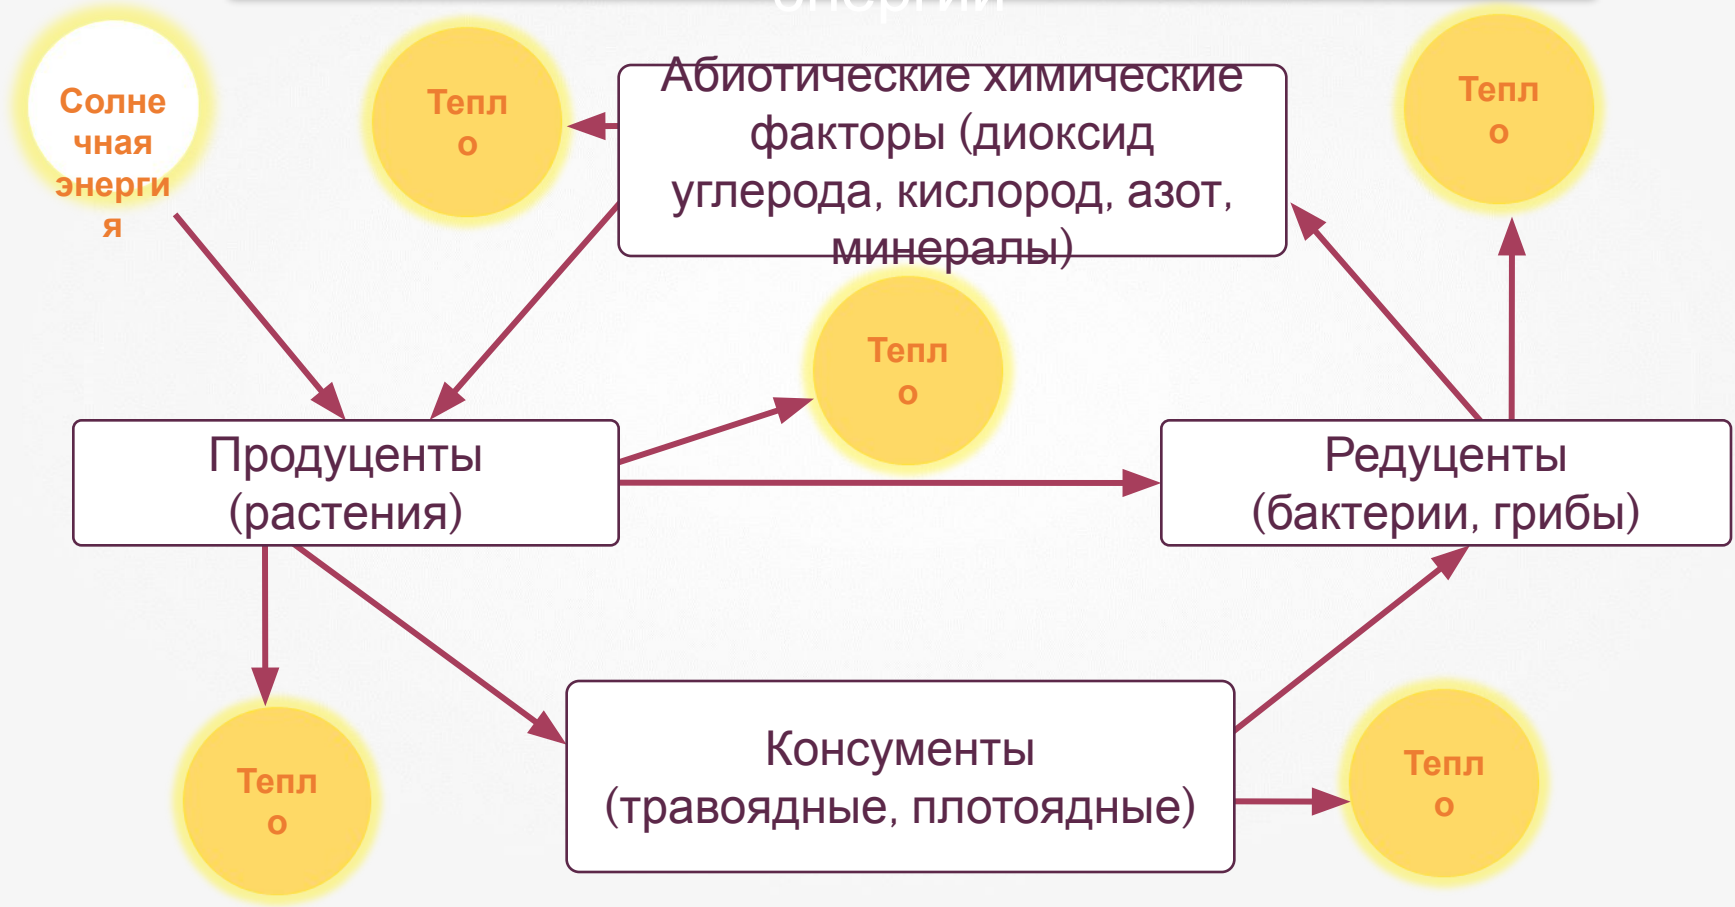 энергии
Солне
чная
энерги
я
Тепл
о
Абиотические химические
факторы (диоксид
углерода, кислород, азот,
минералы)
Тепл
о
Тепл
о
Продуценты
(растения)
Редуценты
(бактерии, грибы)
Тепл
о
Консументы
(травоядные, плотоядные)
Тепл
о